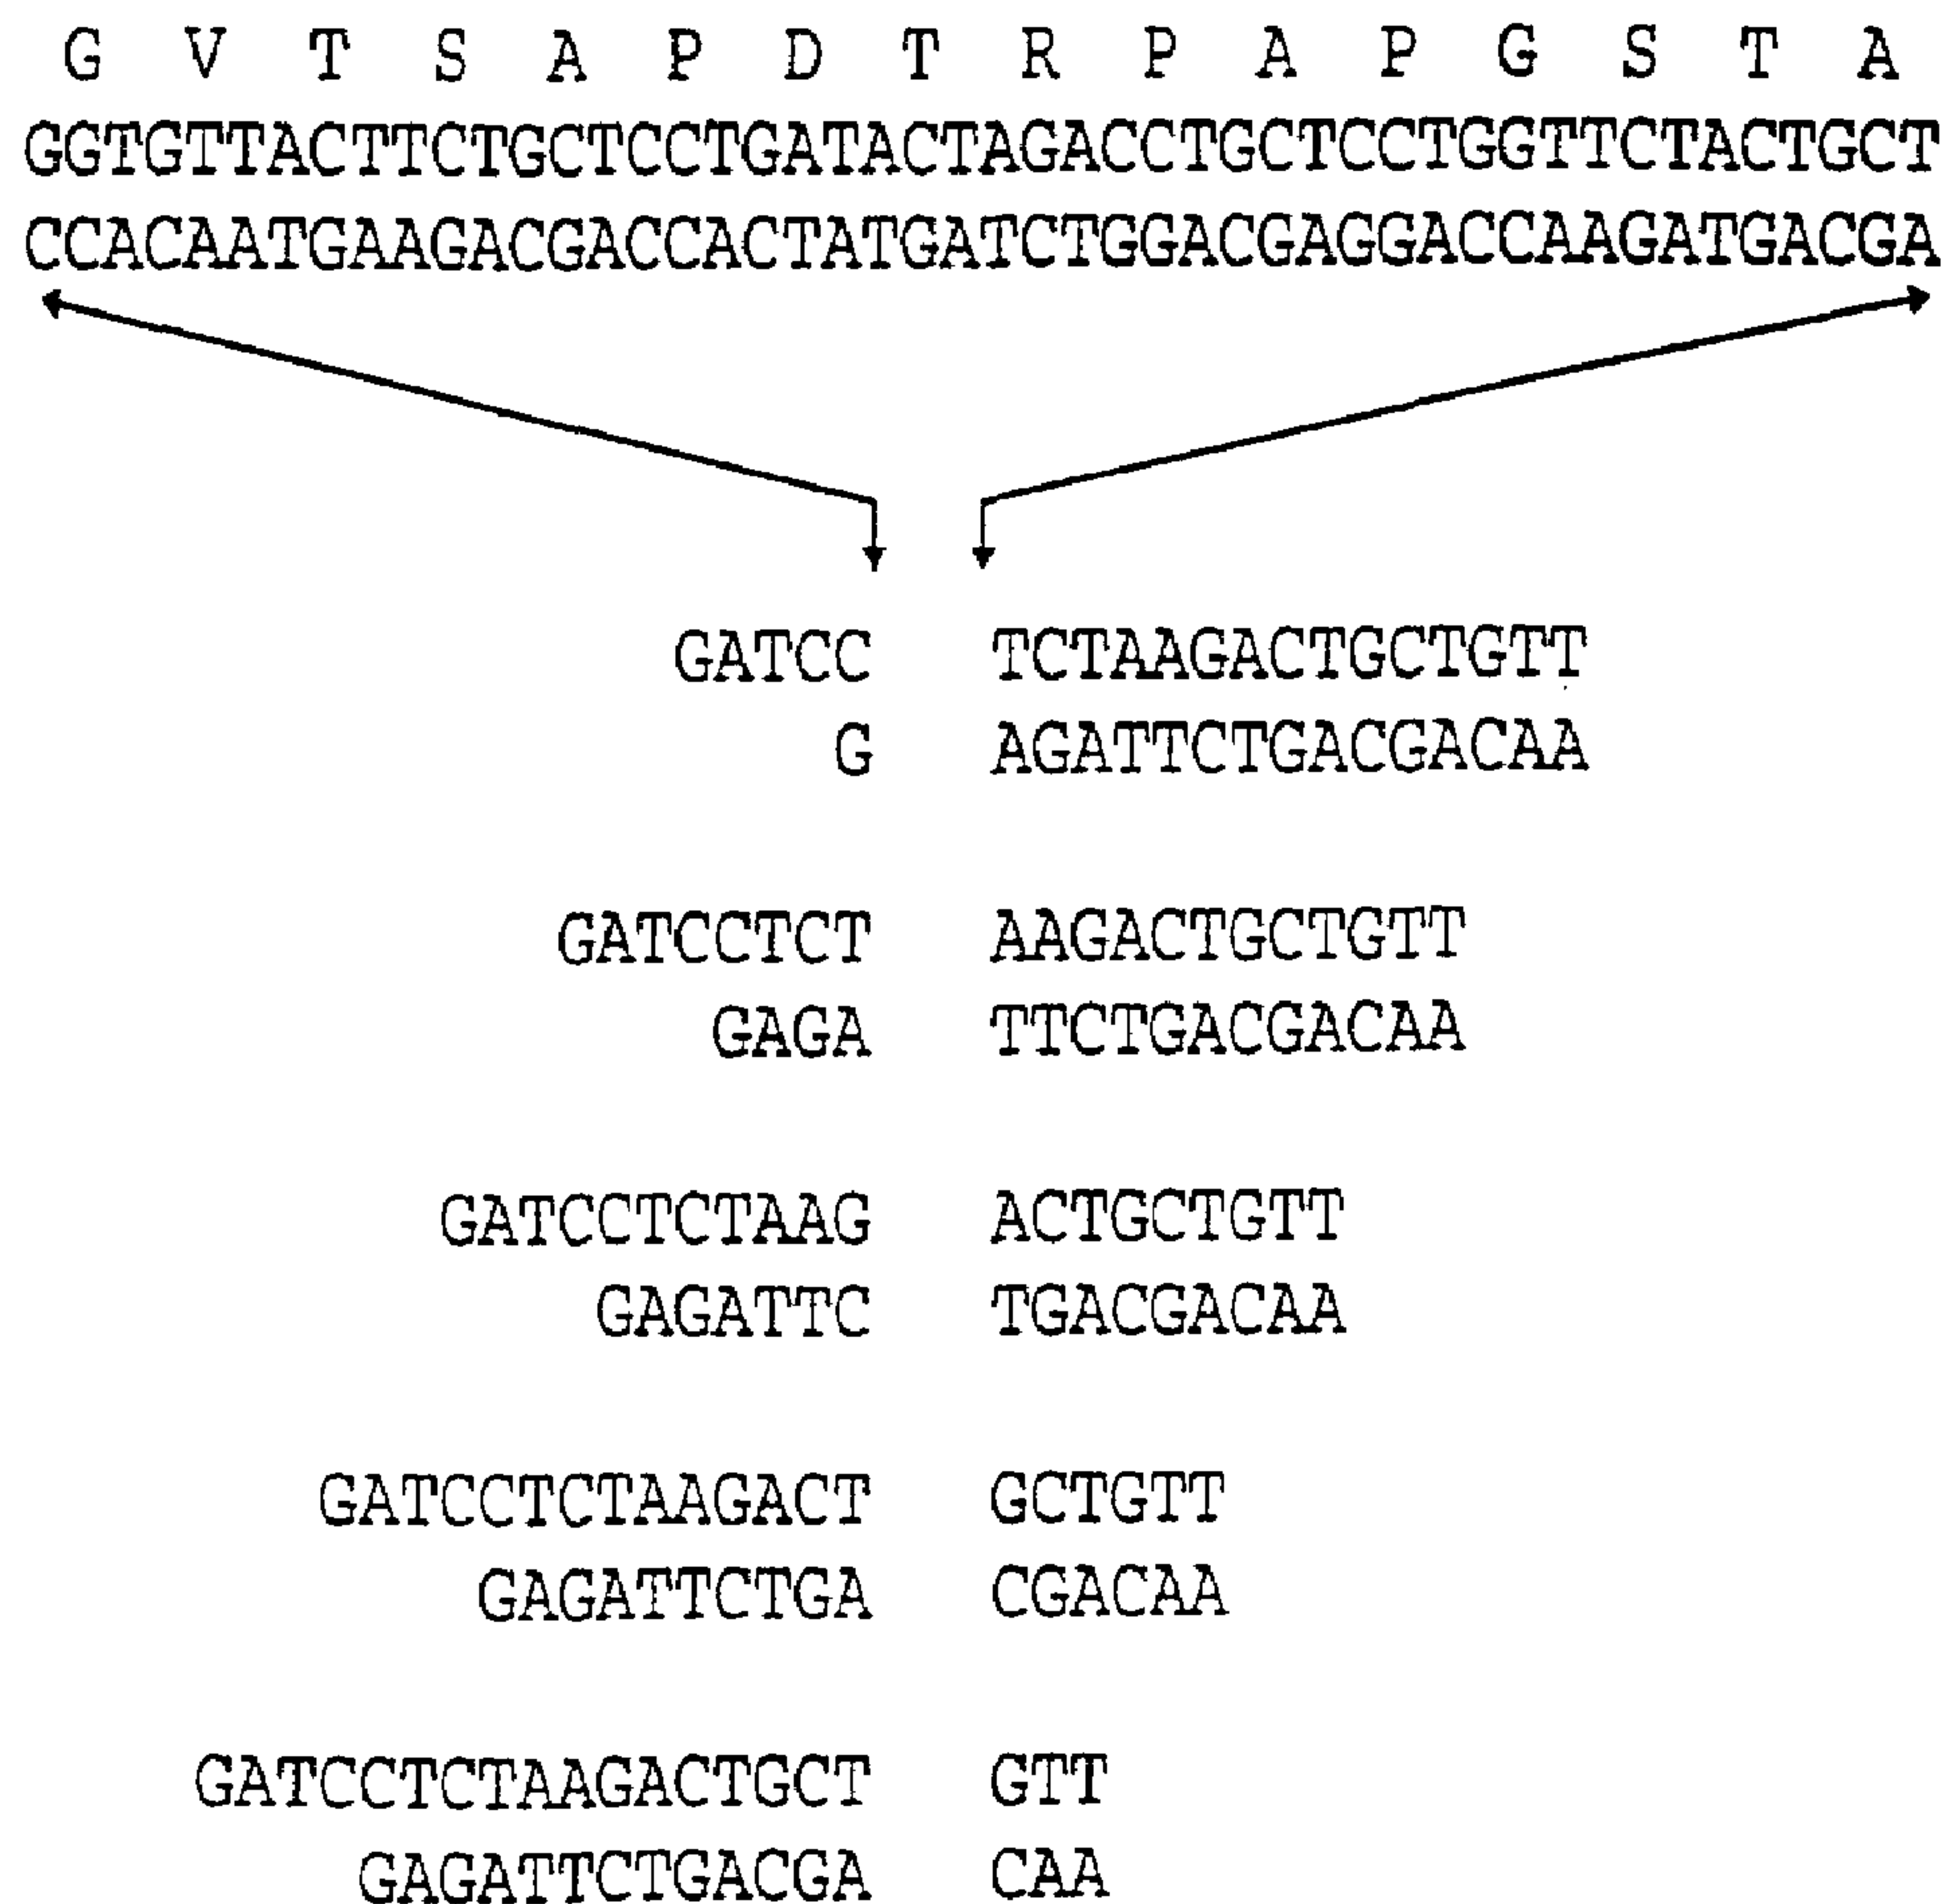 G V T S A P D T R P A P G S T A
GGTGTTACTTCTGCTCCTGATACTAGACCTGCTCCTGGTTCTACTGCT
CCACAATGAAGACGACCACTATGATCTGGACGAGGACCAAGATGACGA
GATCC TCTAAGACTGCTGTT
G AGATTCTGACGACAA
GATCCTCT AAGACTGCTGTT
GAGA TTCTGACGACAA
GATCCTCTAAG ACTGCTGTT
GAGATTC TGACGACAA
GATCCTCTAAGACT GCTGTT
GAGATTCTGA CGACAA
GATCCTCTAAGACTGCT GTT
GAGATTCTGACGA CAA